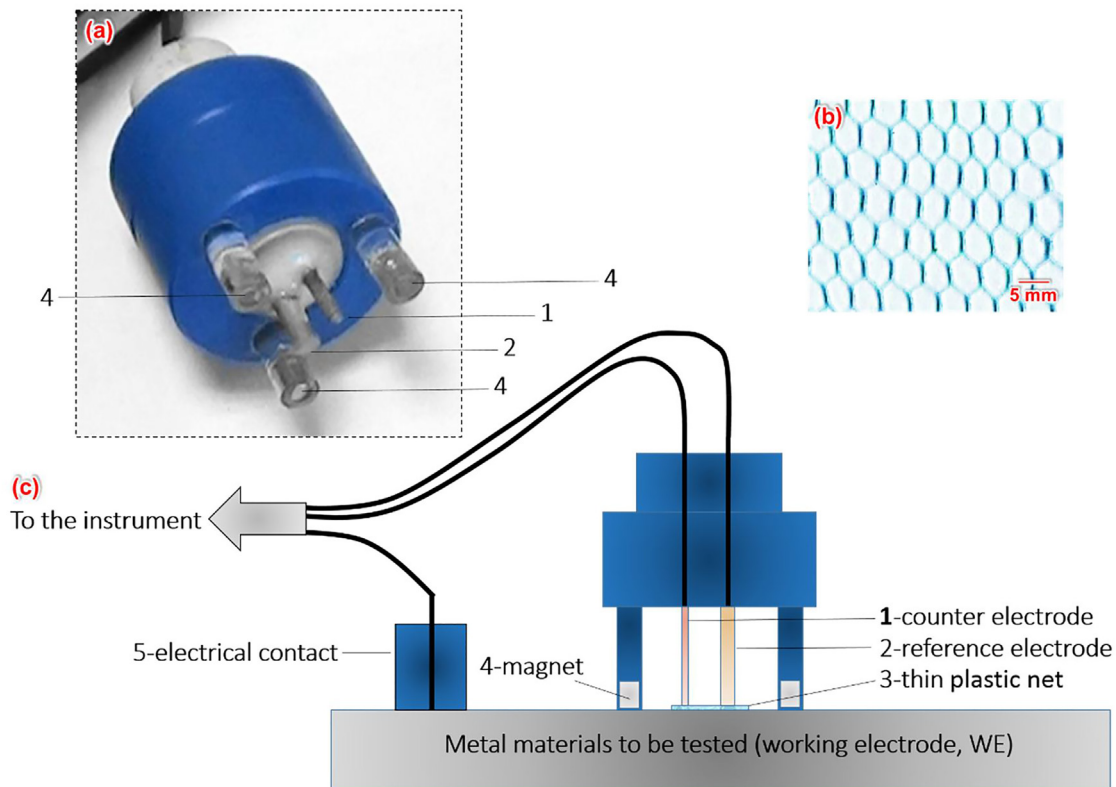 (a)
4
4
1
2
4
(b)
5 mm
(c)
To the instrument
5-electrical contact
4-magnet
1-counter electrode
2-reference electrode
3-thin plastic net
Metal materials to be tested (working electrode, WE)